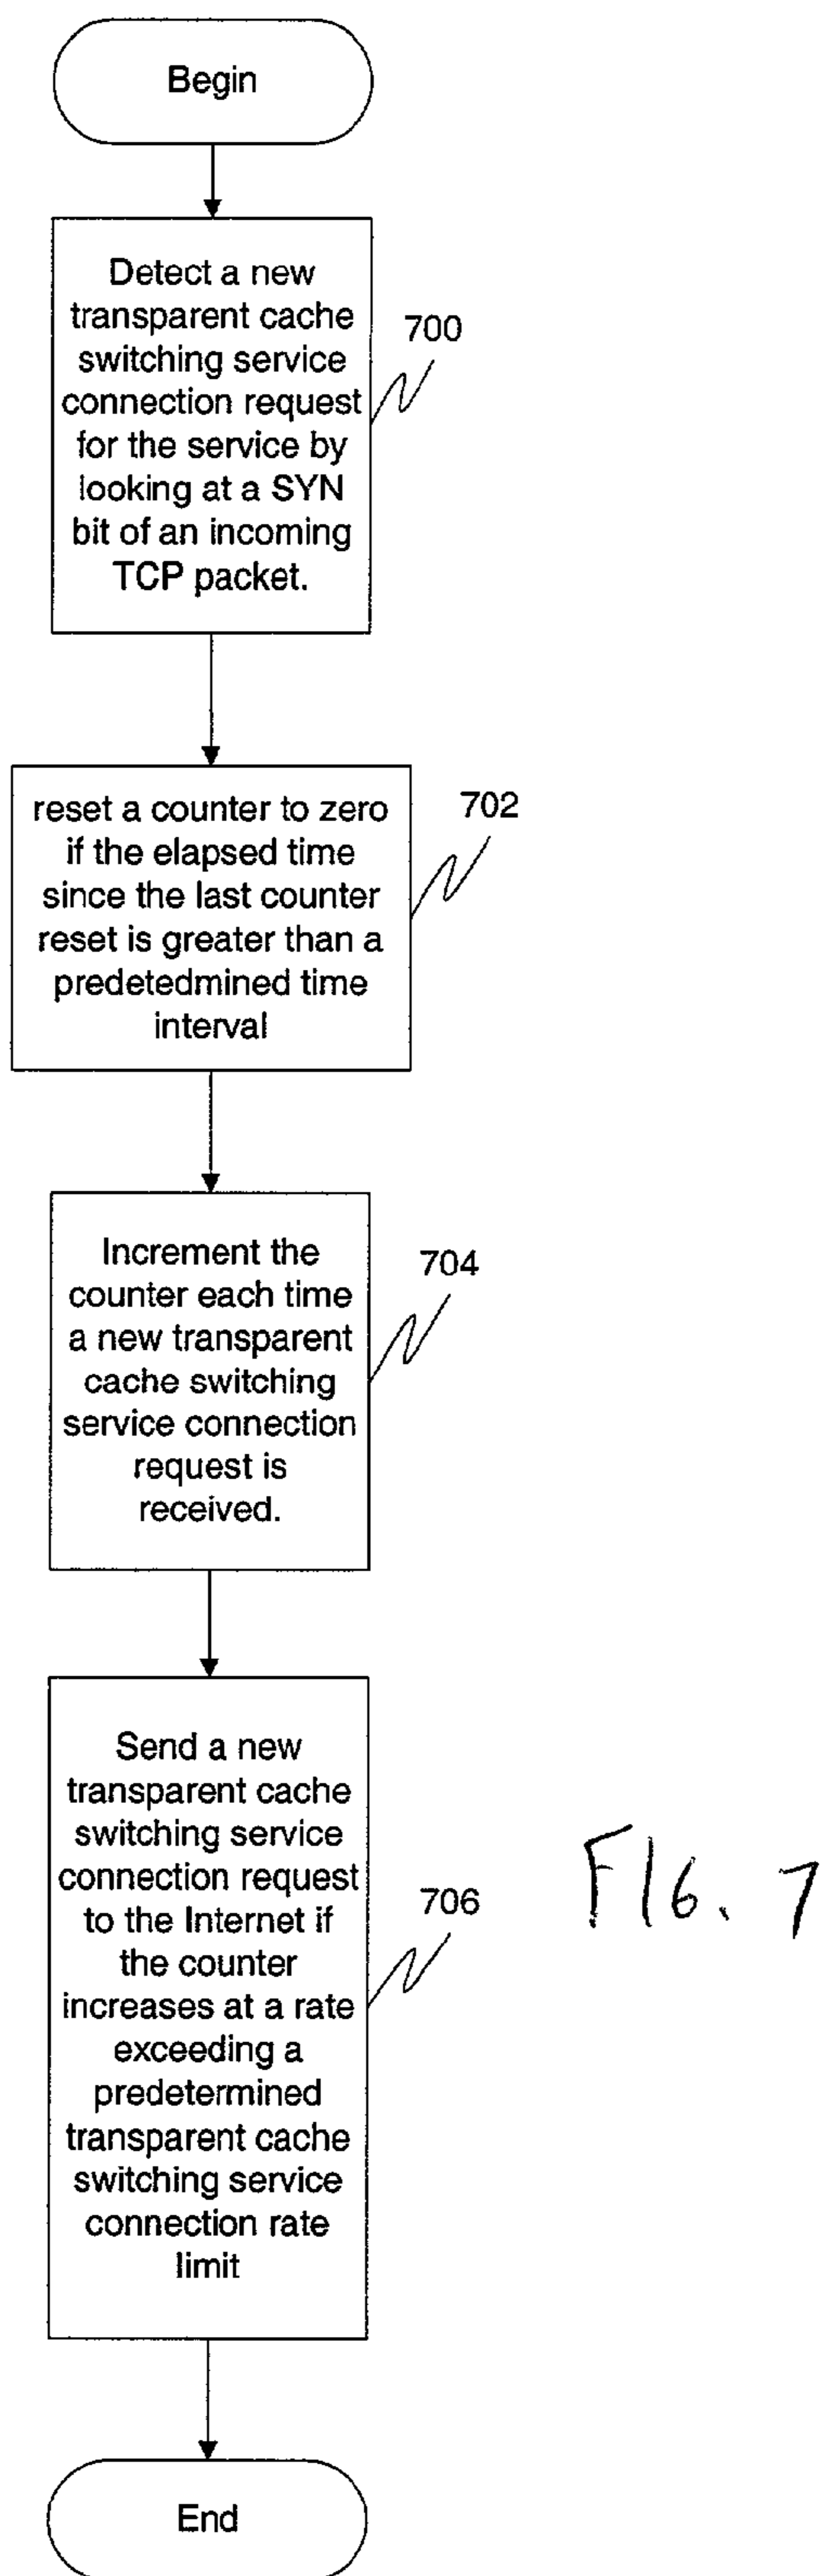 Begin
Detect a new
transparent cache
switching service
connection request
for the service by
looking at a SYN
bit of an incoming
TCP packet.
700
reset a counter to zero
if the elapsed time
since the last counter
reset is greater than a
predetedmined time
interval
702
Increment the
counter each time
a new transparent
cache switching
service connection
request is
received.
704
Send a new
transparent cache
switching service
connection request
to the Internet if
the counter
increases at a rate
exceeding a
predetermined
transparent cache
switching service
connection rate
limit
706
FIG. 7
End